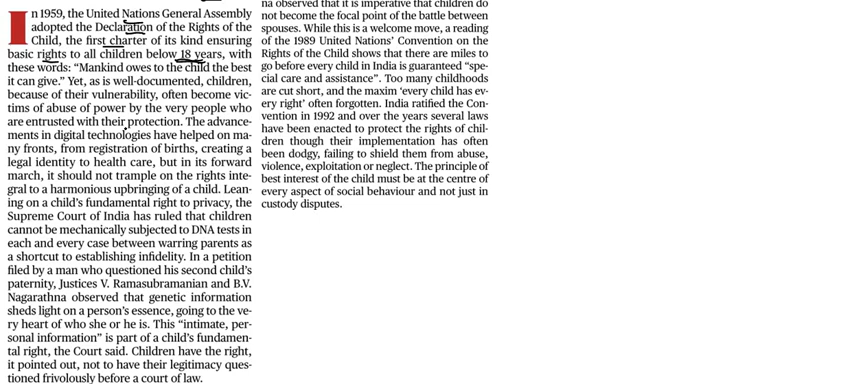 In 1959, the United Nations General Assembly
adopted the Declaration of the Rights of the
Child, the first charter of its kind ensuring
basic rights to all children below 18 years, with
these words: “Mankind owes to the child the best
it can give.” Yet, as is well-documented, children,
because of their vulnerability, often become vic-
tims of abuse of power by the very people who
are entrusted with their protection. The advance-
ments in digital technologies have helped on ma-
ny fronts, from registration of births, creating a
legal identity to health care, but in its forward
march, it should not trample on the rights inte-
gral to a harmonious upbringing of a child. Lean-
ing on a child’s fundamental right to privacy, the
Supreme Court of India has ruled that children
cannot be mechanically subjected to DNA tests in
each and every case between warring parents as
a shortcut to establishing infidelity. In a petition
filed by a man who questioned his second child’s
paternity, Justices V. Ramasubramanian and B.V.
Nagarathna observed that genetic information
sheds light on a person’s essence, going to the ve-
ry heart of who she or he is. This “intimate, per-
sonal information” is part of a child’s fundamen-
tal right, the Court said. Children have the right,
it pointed out, not to have their legitimacy ques-
tioned frivolously before a court of law.
na observed that it is imperative that children do
not become the focal point of the battle between
spouses. While this is a welcome move, a reading
of the 1989 United Nations’ Convention on the
Rights of the Child shows that there are miles to
go before every child in India is guaranteed “spe-
cial care and assistance”. Too many childhoods
are cut short, and the maxim ‘every child has ev-
ery right’ often forgotten. India ratified the Con-
vention in 1992 and over the years several laws
have been enacted to protect the rights of chil-
dren though their implementation has often
been dodgy, failing to shield them from abuse,
violence, exploitation or neglect. The principle of
best interest of the child must be at the centre of
every aspect of social behaviour and not just in
custody disputes.